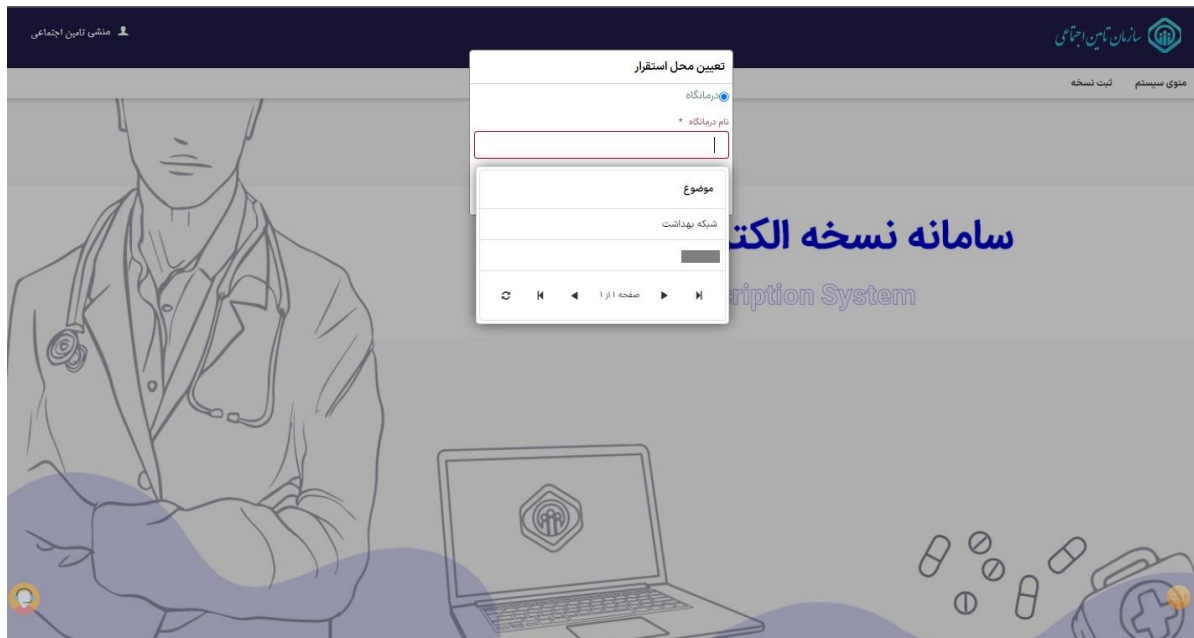 سازمان تامین اجتماعی
منشی تامین اجتماعی
منوی سیستم
ثبت نسخه
تعیین محل استقرار
درمانگاه
نام درمانگاه *
موضوع
شبکه بهداشت
صفحه ۱ از ۱
سامانه نسخه الکت
ription System